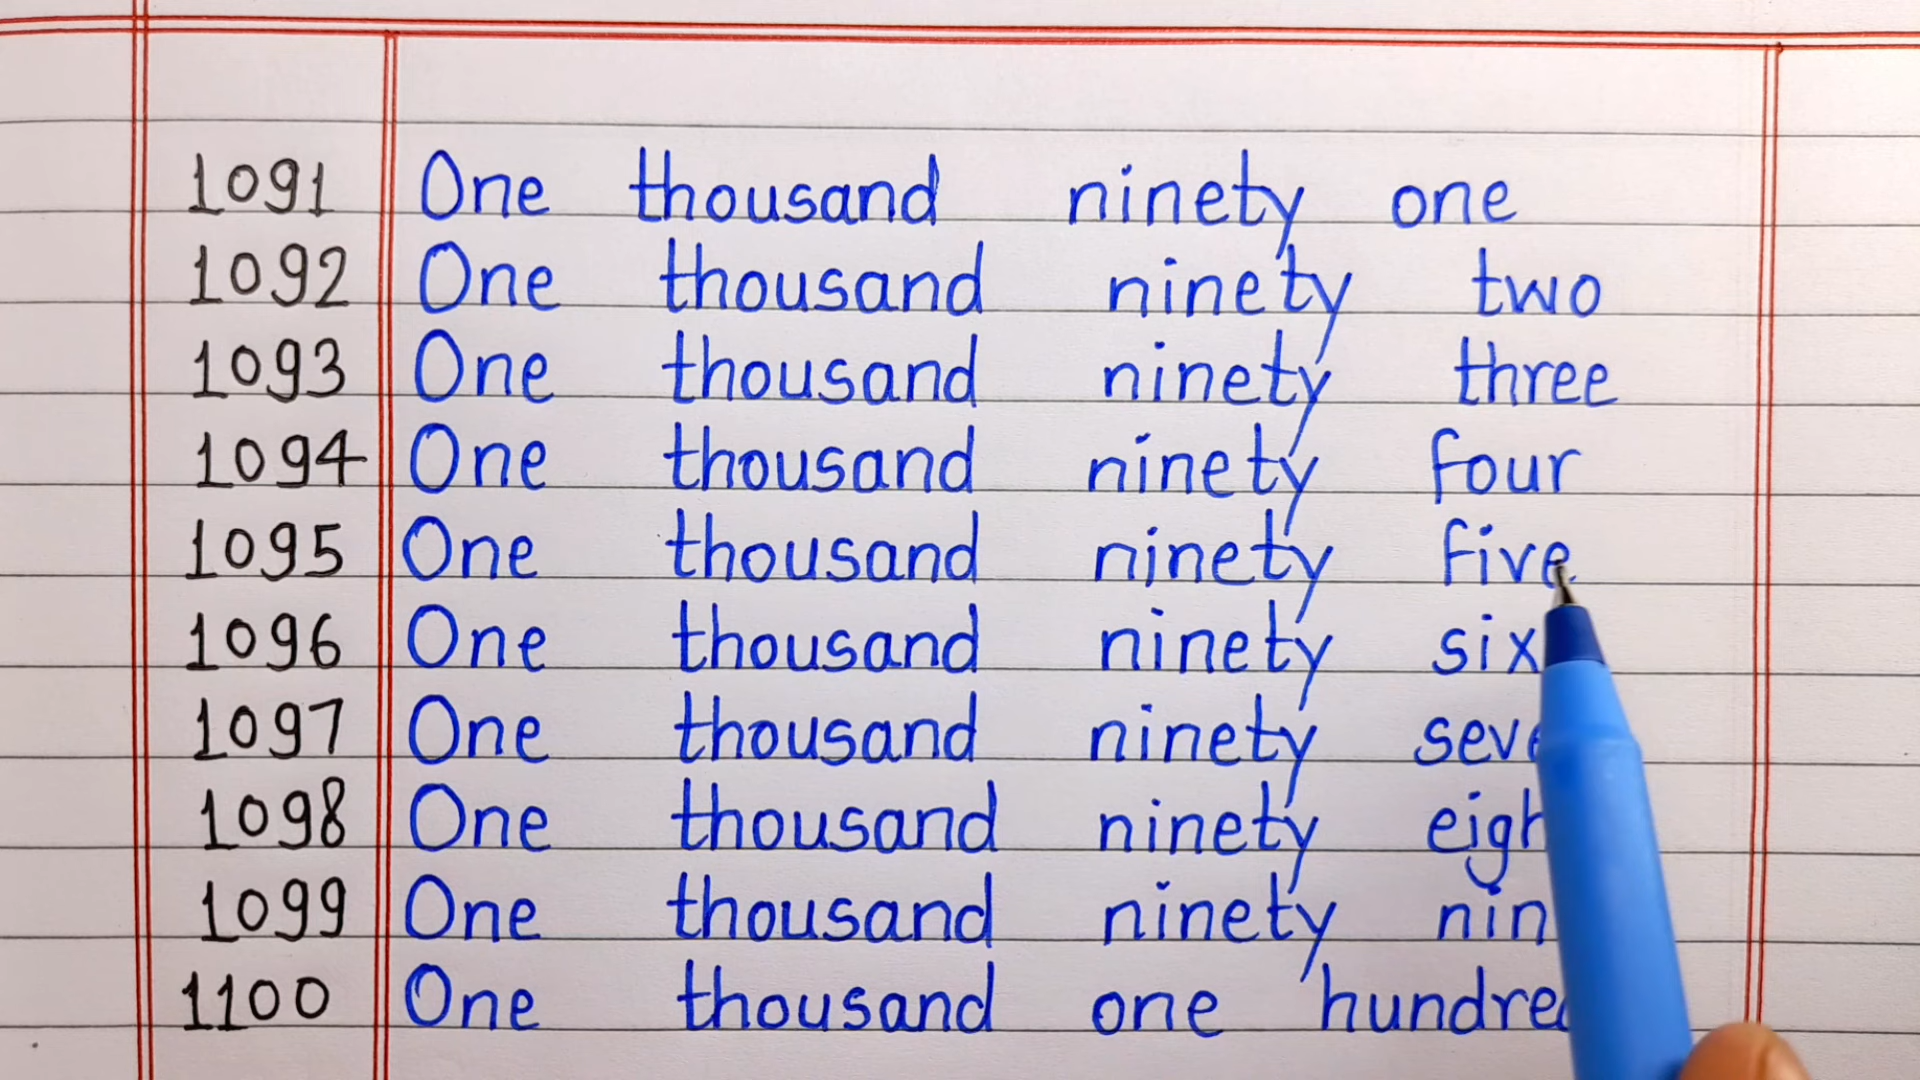 1091 One thousand ninety one
1092 One thousand ninety two
1093 One thousand ninety three
1094 One thousand ninety four
1095 One thousand ninety five
1096 One thousand ninety six
1097 One thousand ninety
1098 One thousand ninety
1099 One thousand ninety
1100 One thousand one